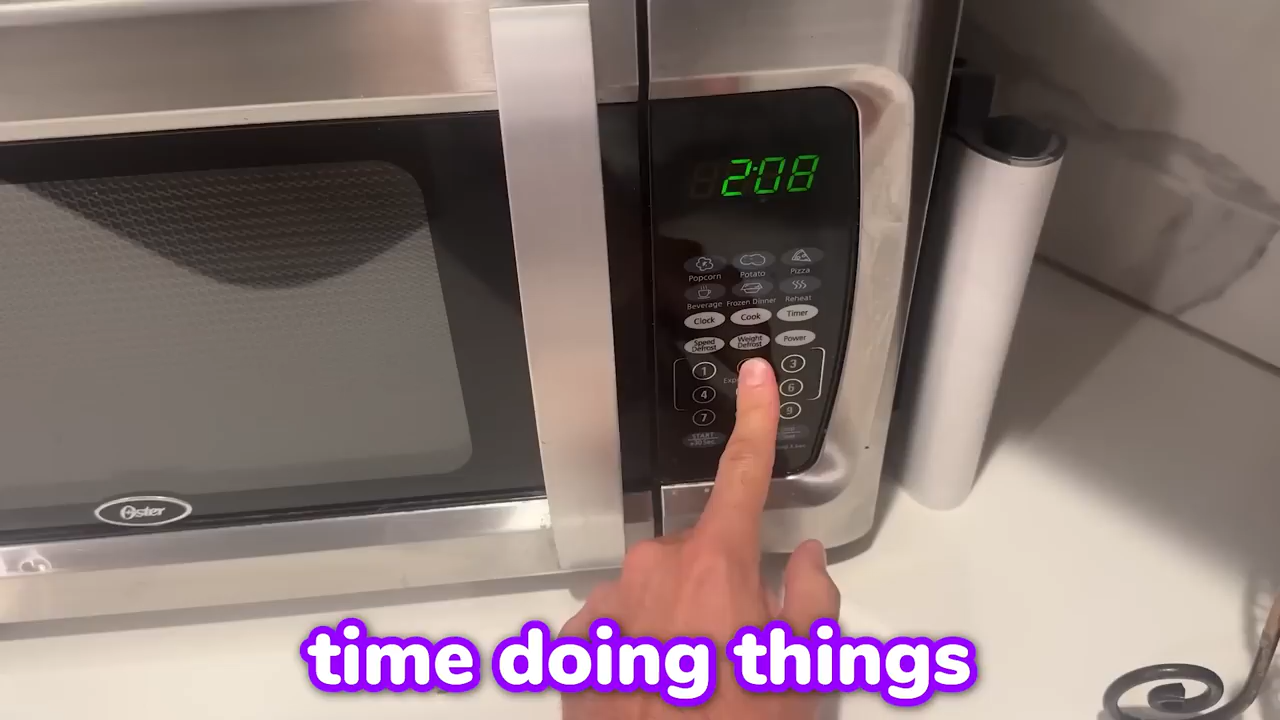 2:08
Popcorn Potato Pizza
Beverage Frozen Dinner Reheat
Clock Cook Timer
Speed Defrost Weight Defrost Power
1 3
4 6
7 9
START
Oster
time doing things